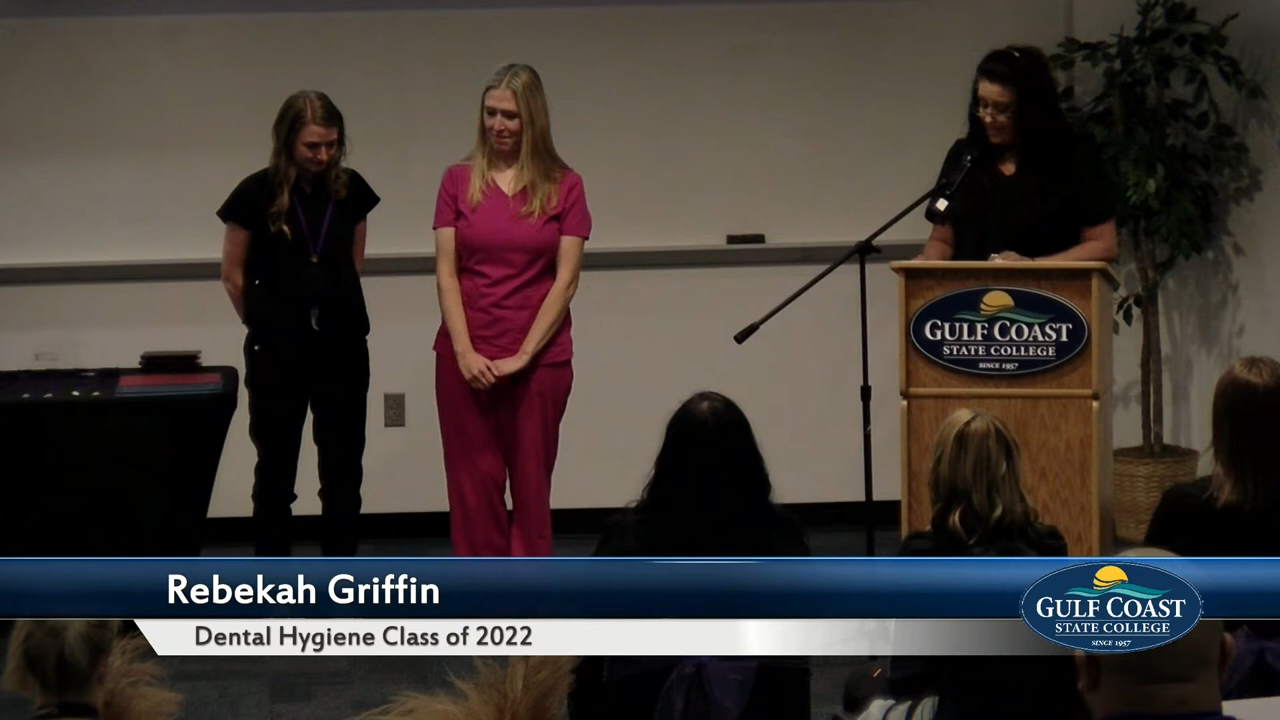 GULF COAST
STATE COLLEGE
SINCE 1957
Rebekah Griffin
Dental Hygiene Class of 2022
GULF COAST
STATE COLLEGE
SINCE 1957